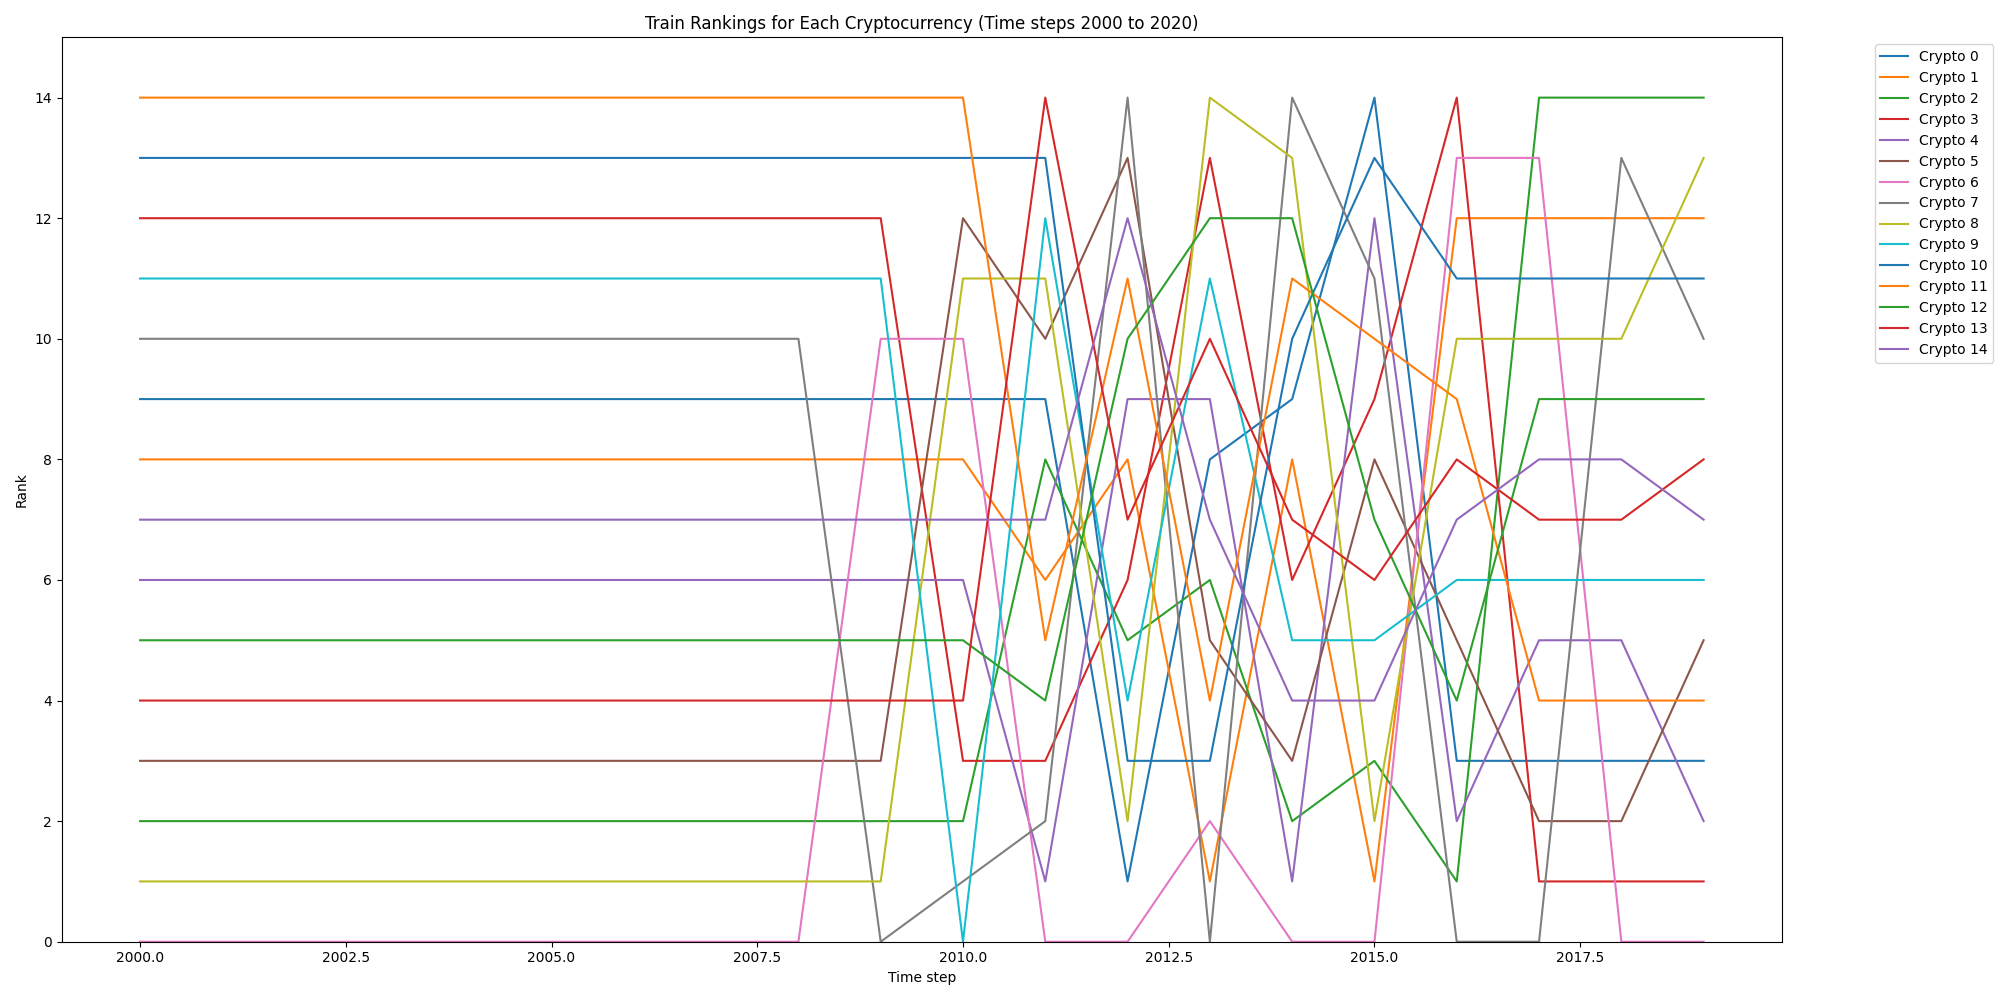 Train Rankings for Each Cryptocurrency (Time steps 2000 to 2020)
Crypto 0
Crypto 1
Crypto 2
Crypto 3
Crypto 4
Crypto 5
Crypto 6
Crypto 7
Crypto 8
Crypto 9
Crypto 10
Crypto 11
Crypto 12
Crypto 13
Crypto 14
Rank
14
12
10
8
6
4
2
0
2000.0 2002.5 2005.0 2007.5 2010.0 2012.5 2015.0 2017.5
Time step